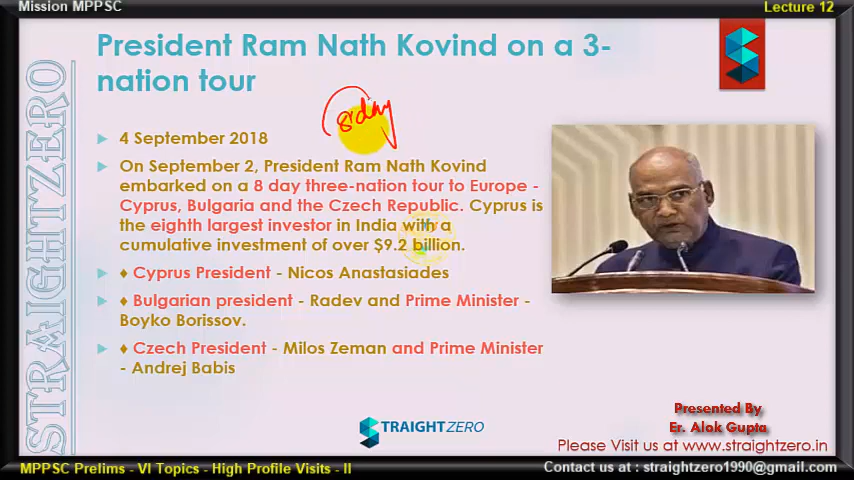 Mission MPPSC
Lecture 12
President Ram Nath Kovind on a 3-
nation tour
8 day
4 September 2018
On September 2, President Ram Nath Kovind
embarked on a 8 day three-nation tour to Europe -
Cyprus, Bulgaria and the Czech Republic. Cyprus is
the eighth largest investor in India with a
cumulative investment of over $9.2 billion.
♦ Cyprus President - Nicos Anastasiades
♦ Bulgarian president - Radev and Prime Minister -
Boyko Borissov.
♦ Czech President - Milos Zeman and Prime Minister
- Andrej Babis
STRAIGHTZERO
STRAIGHTZERO
Presented By
Er. Alok Gupta
Please Visit us at www.straightzero.in
MPPSC Prelims - VI Topics - High Profile Visits - II
Contact us at : straightzero1990@gmail.com